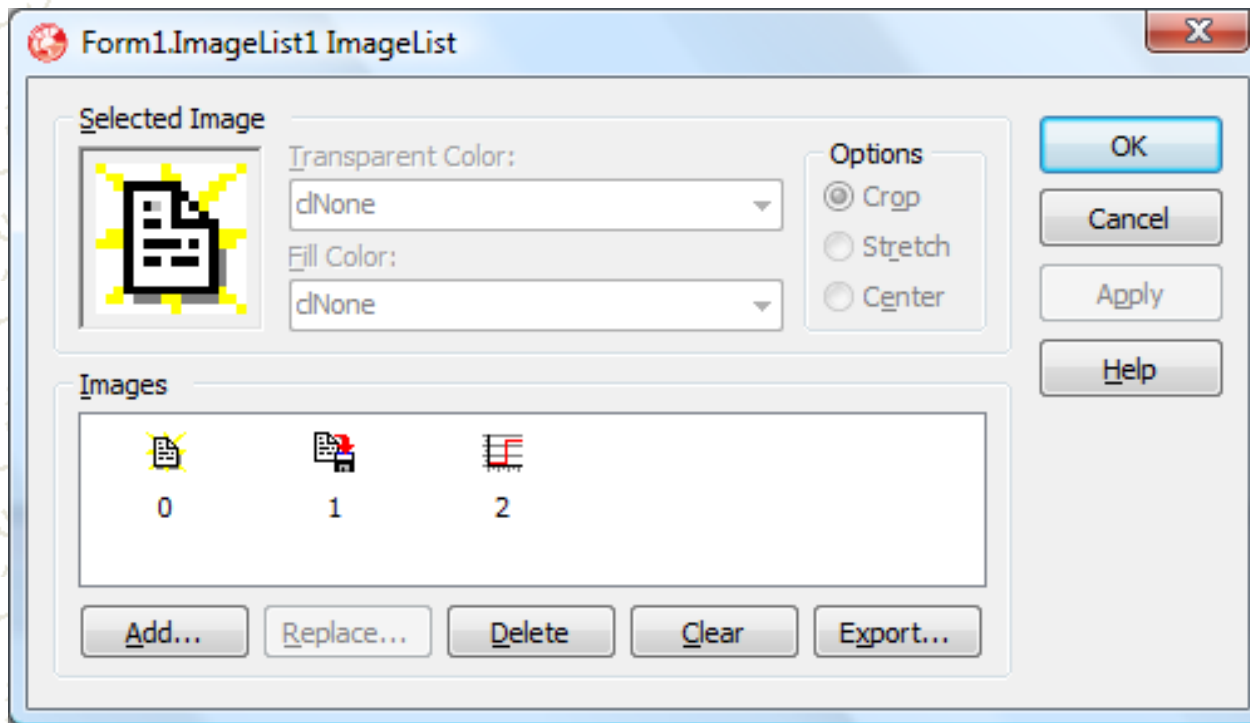 Form1.ImageList1 ImageList
Selected Image
Transparent Color:
clNone
Fill Color:
clNone
Options
Crop
Stretch
Center
OK
Cancel
Apply
Help
Images
0 1 2
Add... Replace... Delete Clear Export...